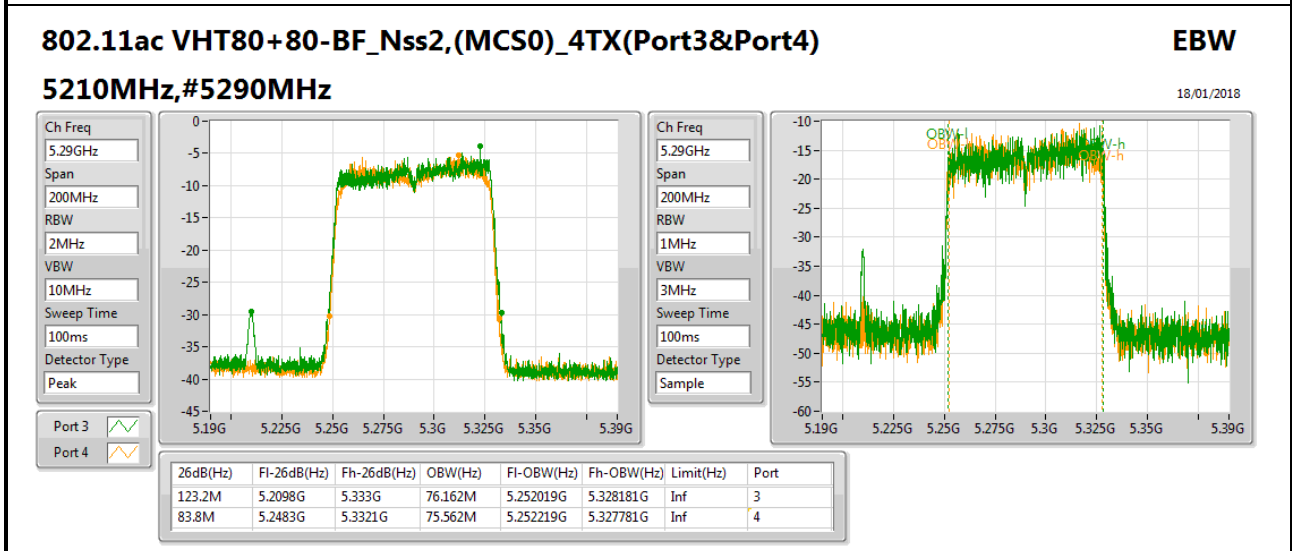 802.11ac VHT80+80-BF_Nss2,(MCS0)_4TX(Port3&Port4)
EBW
5210MHz,#5290MHz
18/01/2018
Ch Freq
5.29GHz
Span
200MHz
RBW
2MHz
VBW
10MHz
Sweep Time
100ms
Detector Type
Peak
Port 3
Port 4
0
-5
-10
-15
-20
-25
-30
-35
-40
-45
5.19G 5.225G 5.25G 5.275G 5.3G 5.325G 5.35G 5.39G
Ch Freq
5.29GHz
Span
200MHz
RBW
1MHz
VBW
3MHz
Sweep Time
100ms
Detector Type
Sample
-10
-15
-20
-25
-30
-35
-40
-45
-50
-55
-60
OBW-l
OBW-h
5.19G 5.225G 5.25G 5.275G 5.3G 5.325G 5.35G 5.39G
26dB(Hz) Fl-26dB(Hz) Fh-26dB(Hz) OBW(Hz) Fl-OBW(Hz) Fh-OBW(Hz) Limit(Hz) Port
123.2M 5.2098G 5.333G 76.162M 5.252019G 5.328181G Inf 3
83.8M 5.2483G 5.3321G 75.562M 5.252219G 5.327781G Inf 4